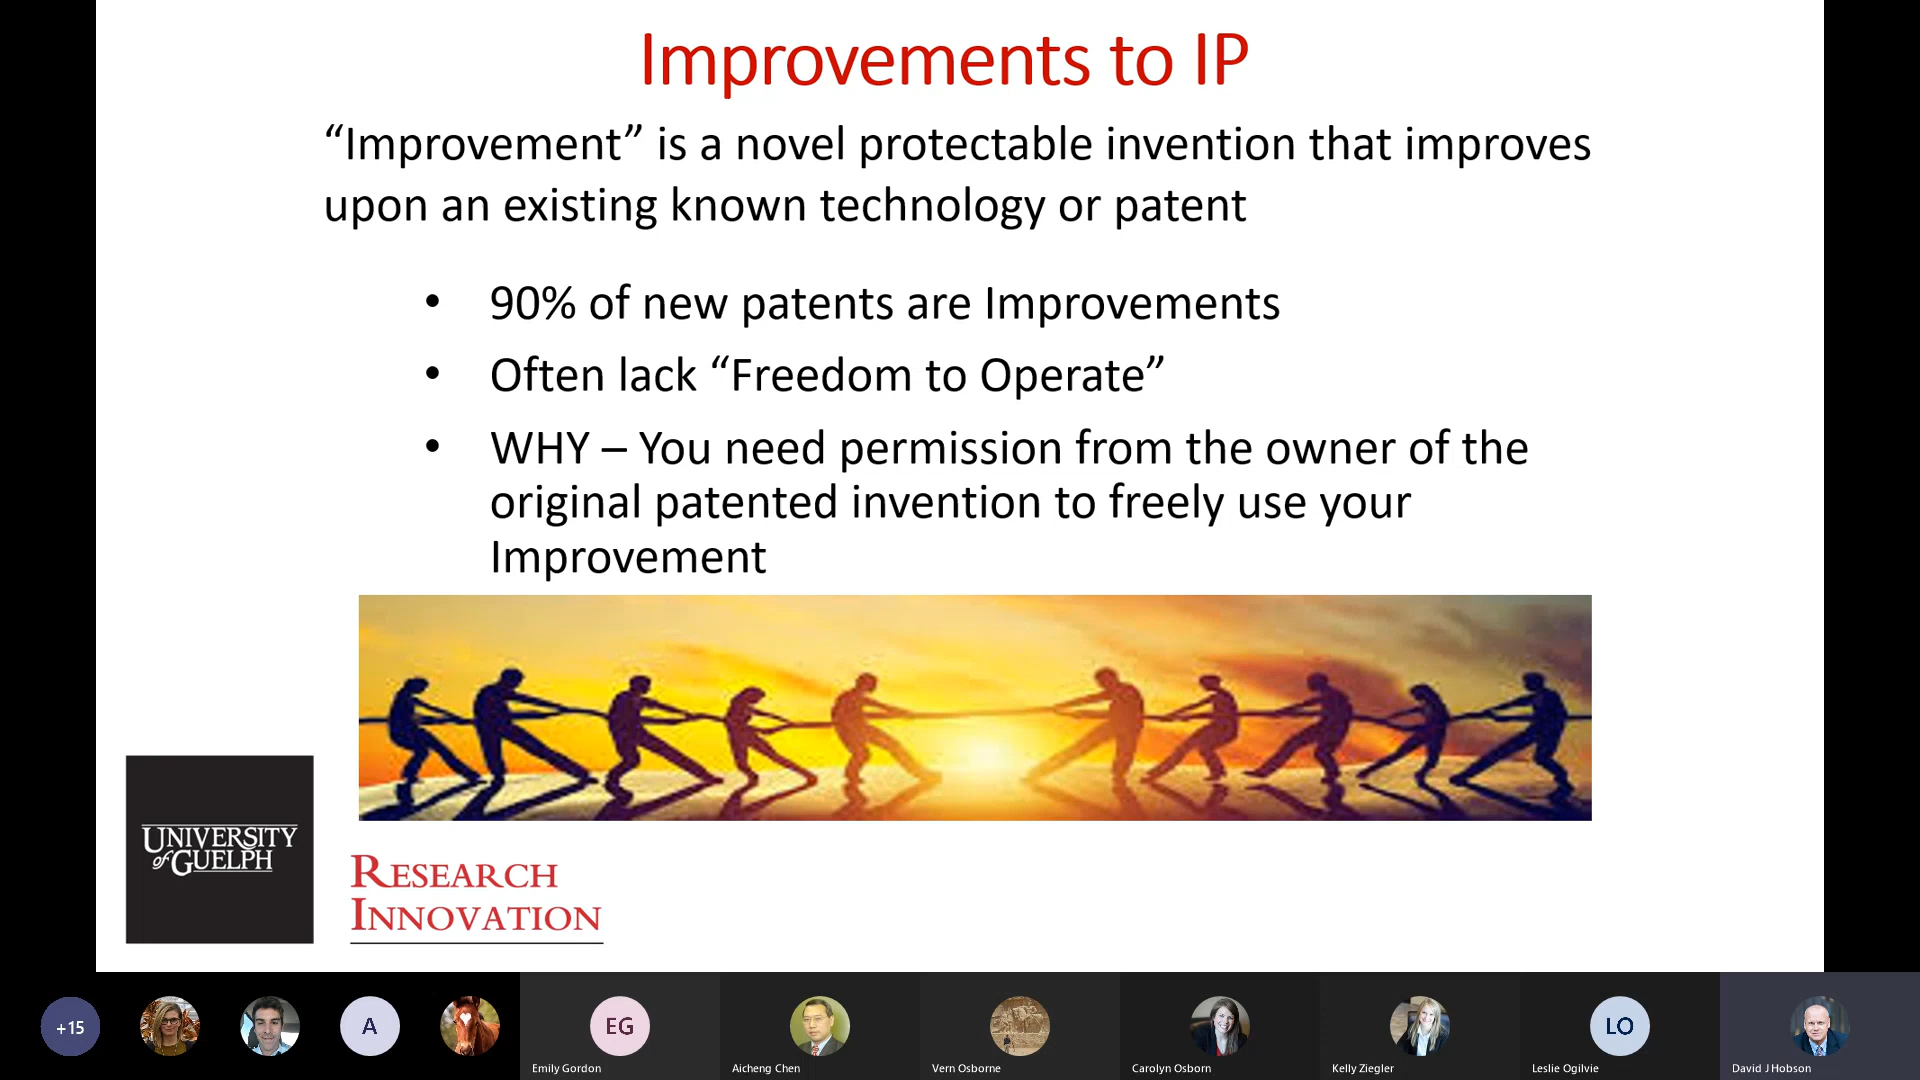 Improvements to IP
“Improvement” is a novel protectable invention that improves
upon an existing known technology or patent
• 90% of new patents are Improvements
• Often lack “Freedom to Operate”
• WHY – You need permission from the owner of the
original patented invention to freely use your
Improvement
UNIVERSITY
of GUELPH
RESEARCH
INNOVATION
+15
A
EG
LO
Emily Gordon
Aicheng Chen
Vern Osborne
Carolyn Osborn
Kelly Ziegler
Leslie Ogilvie
David J Hobson